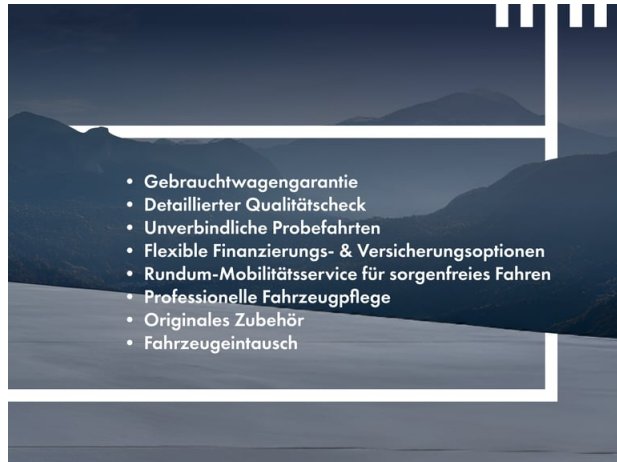 • Gebrauchtwagengarantie
• Detaillierter Qualitätscheck
• Unverbindliche Probefahrten
• Flexible Finanzierungs- & Versicherungsoptionen
• Rundum-Mobilitätsservice für sorgenfreies Fahren
• Professionelle Fahrzeugpflege
• Originales Zubehör
• Fahrzeugeintausch